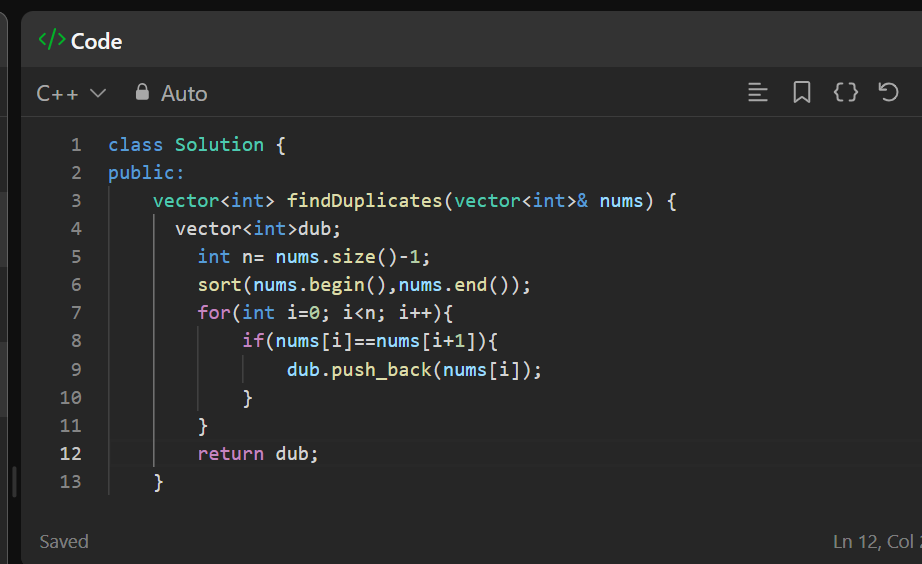 </> Code
C++ Auto
1 class Solution {
2 public:
3     vector<int> findDuplicates(vector<int>& nums) {
4       vector<int>dub;
5         int n= nums.size()-1;
6         sort(nums.begin(),nums.end());
7         for(int i=0; i<n; i++){
8             if(nums[i]==nums[i+1]){
9                 dub.push_back(nums[i]);
10             }
11         }
12         return dub;
13     }
Saved Ln 12, Col